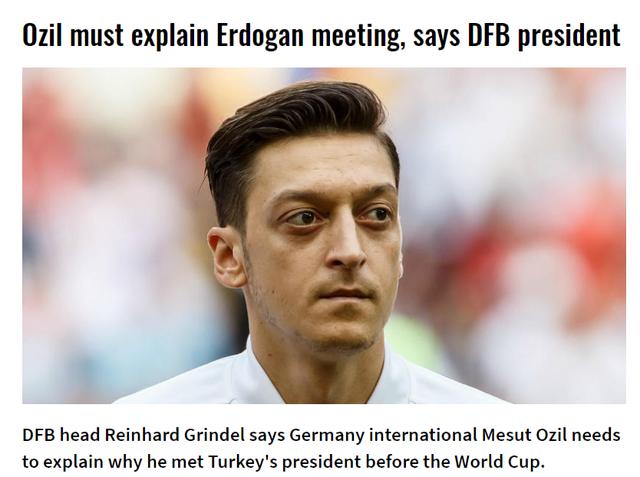 Ozil must explain Erdogan meeting, says DFB president
DFB head Reinhard Grindel says Germany international Mesut Ozil needs
to explain why he met Turkey's president before the World Cup.